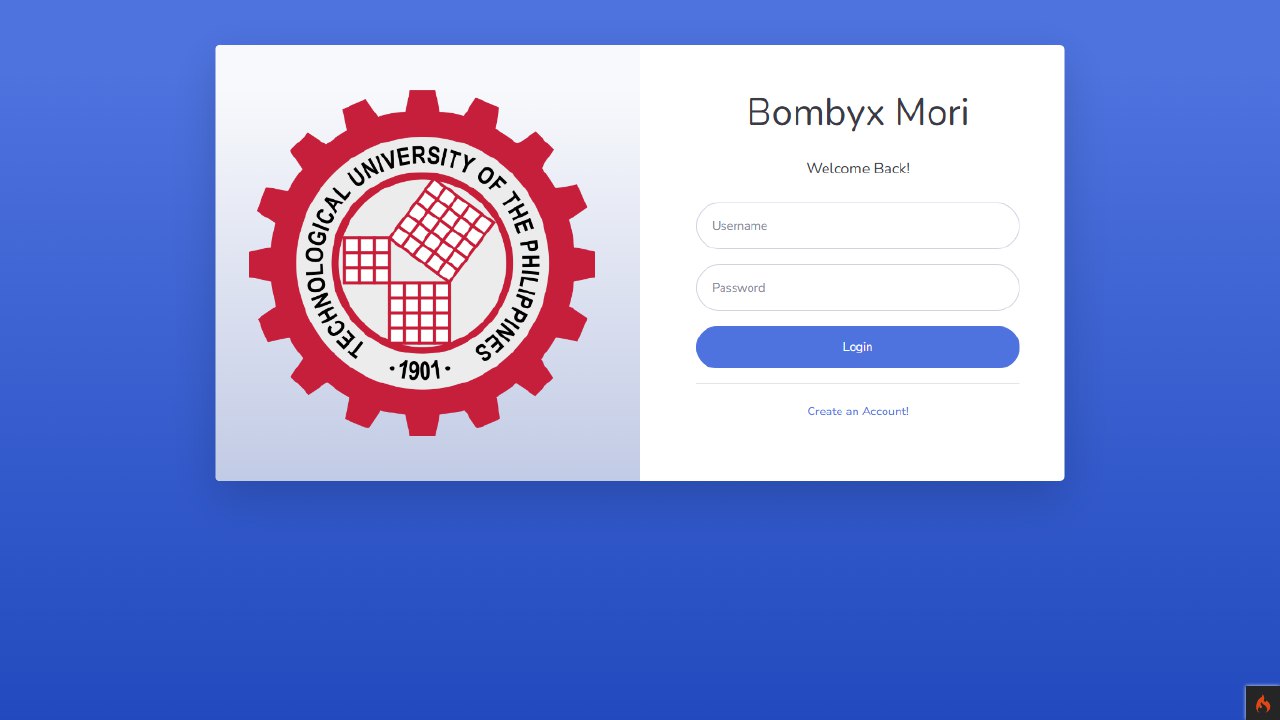 TECHNOLOGICAL UNIVERSITY OF THE PHILIPPINES
·1901·
Bombyx Mori
Welcome Back!
Username
Password
Login
Create an Account!